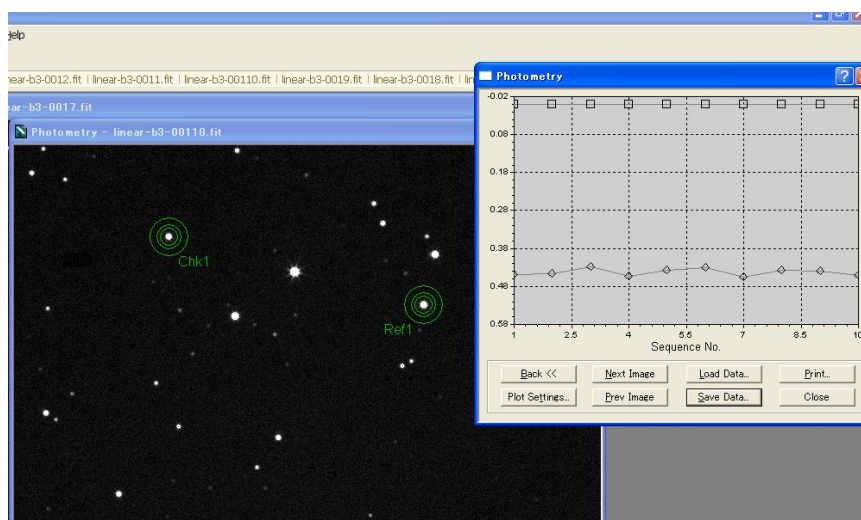 Help
near-b3-0012.fit | linear-b3-0011.fit | linear-b3-00110.fit | linear-b3-0019.fit | linear-b3-0018.fit | lin
ar-b3-0017.fit
Photometry - linear-b3-00110.fit
Chk1
Ref1
Photometry
-0.02
0.08
0.18
0.28
0.38
0.48
0.58
1 2.5 4 5.5 7 8.5 10
Sequence No.
Back << Next Image Load Data... Print...
Plot Settings... Prev Image Save Data... Close